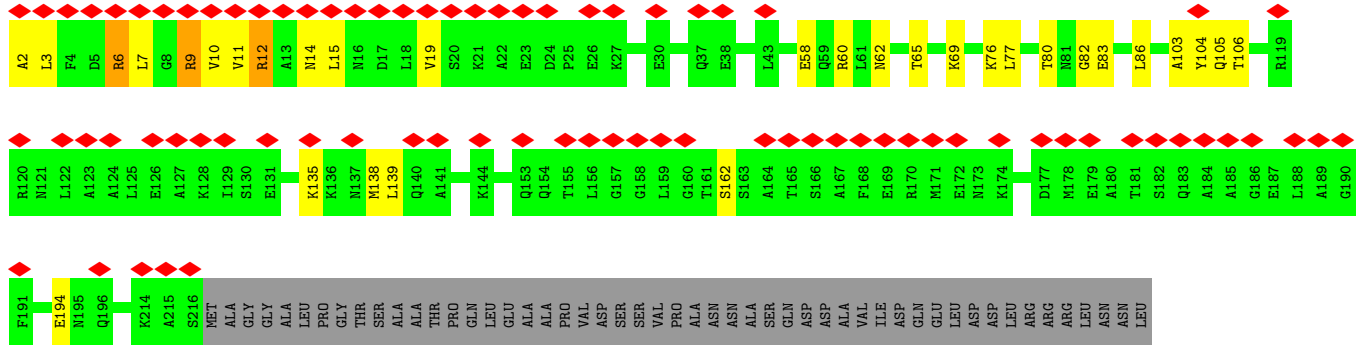 A2 L3 F4 D5 R6 L7 G8 R9 V10 V11 R12 A13 N14 L15 N16 D17 L18 V19 S20 K21 A22 E23 D24 P25 E26 K27 E30 Q37 E38 L43 E58 Q59 R60 L61 N62 T65 K69 K76 L77 T80 N81 G82 E83 L86 A103 Y104 Q105 T106 R119
R120 N121 L122 A123 A124 L125 E126 A127 K128 I129 S130 E131 K135 K136 N137 M138 L139 Q140 A141 K144 Q153 Q154 T155 L156 G157 G158 L159 G160 T161 S162 S163 A164 T165 S166 A167 F168 E169 R170 M171 E172 N173 K174 D177 M178 E179 A180 T181 S182 Q183 A184 A185 G186 E187 L188 A189 G190
F191 E194 N195 Q196 K214 A215 S216 MET ALA GLY GLY ALA LEU PRO GLY THR SER ALA ALA THR PRO GLN LEU GLU ALA ALA PRO VAL ASP SER SER VAL PRO ALA ASN ASN ALA SER GLN ASP ASP ALA VAL ILE ASP GLN GLU LEU ASP ASP LEU ARG ARG ARG LEU ASN ASN LEU